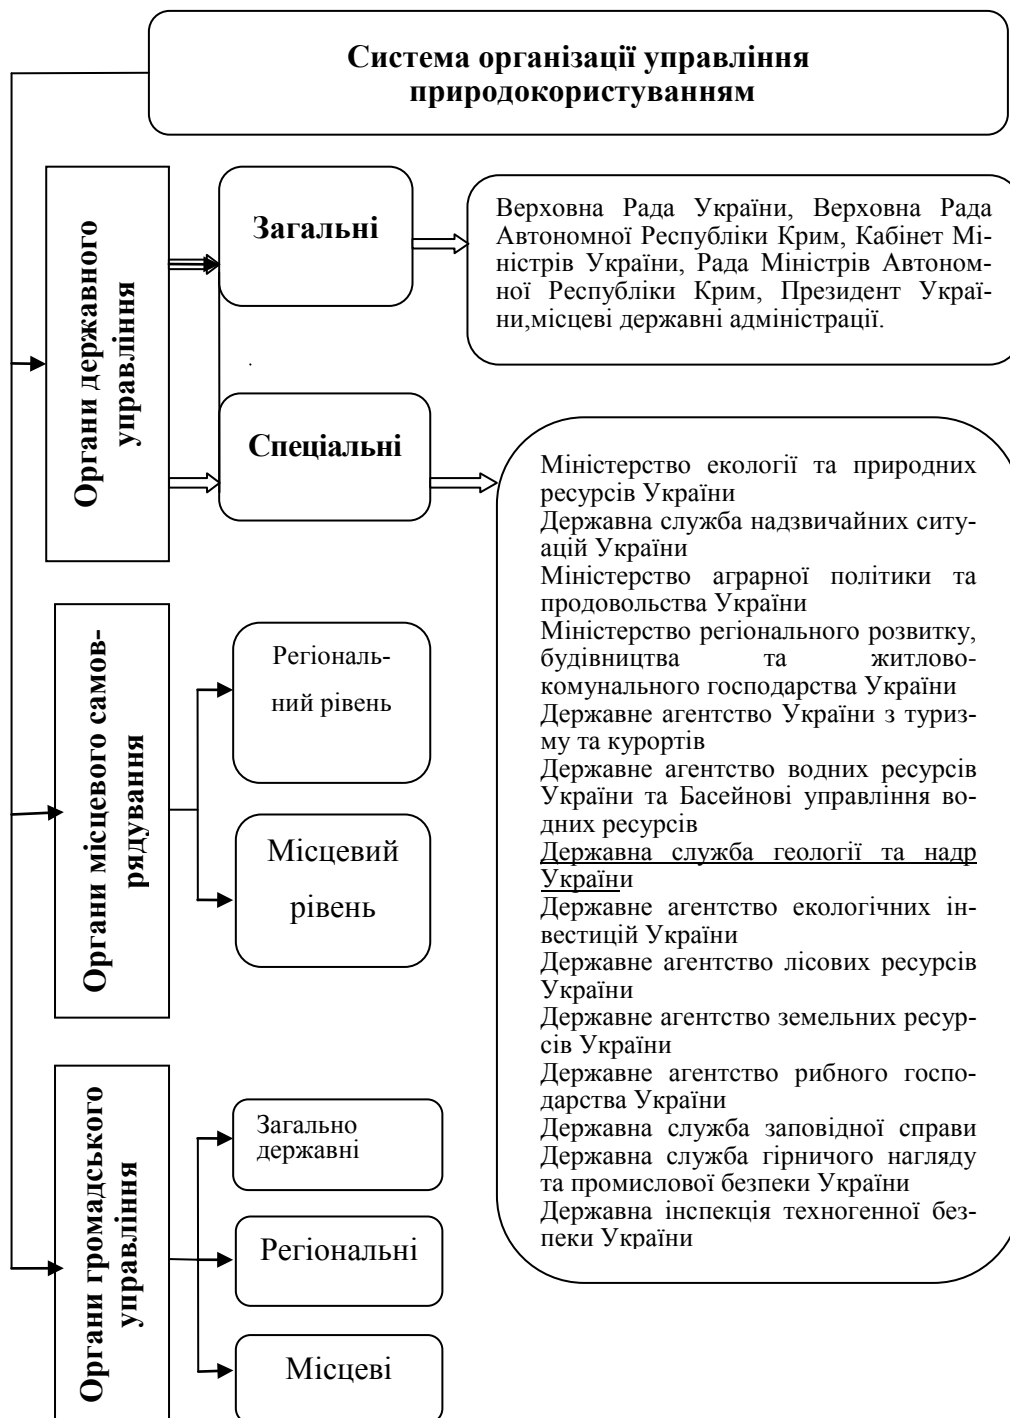 Система організації управління
природокористуванням
Органи державного
управління
Загальні
Верховна Рада України, Верховна Рада
Автономної Республіки Крим, Кабінет Мі-
ністрів України, Рада Міністрів Автоном-
ної Республіки Крим, Президент Украї-
ни,місцеві державні адміністрації.
.
Спеціальні
Міністерство екології та природних
ресурсів України
Державна служба надзвичайних ситу-
ацій України
Міністерство аграрної політики та
продовольства України
Міністерство регіонального розвитку,
будівництва та житлово-
комунального господарства України
Державне агентство України з туриз-
му та курортів
Державне агентство водних ресурсів
України та Басейнові управління во-
дних ресурсів
Державна служба геології та надр
України
Державне агентство екологічних ін-
вестицій України
Державне агентство лісових ресурсів
України
Державне агентство земельних ресур-
сів України
Державне агентство рибного госпо-
дарства України
Державна служба заповідної справи
Державна служба гірничого нагляду
та промислової безпеки України
Державна інспекція техногенної без-
пеки України
Органи місцевого самов-
рядування
Регіональ-
ний рівень
Місцевий
рівень
Органи громадського
управління
Загально
державні
Регіональні
Місцеві